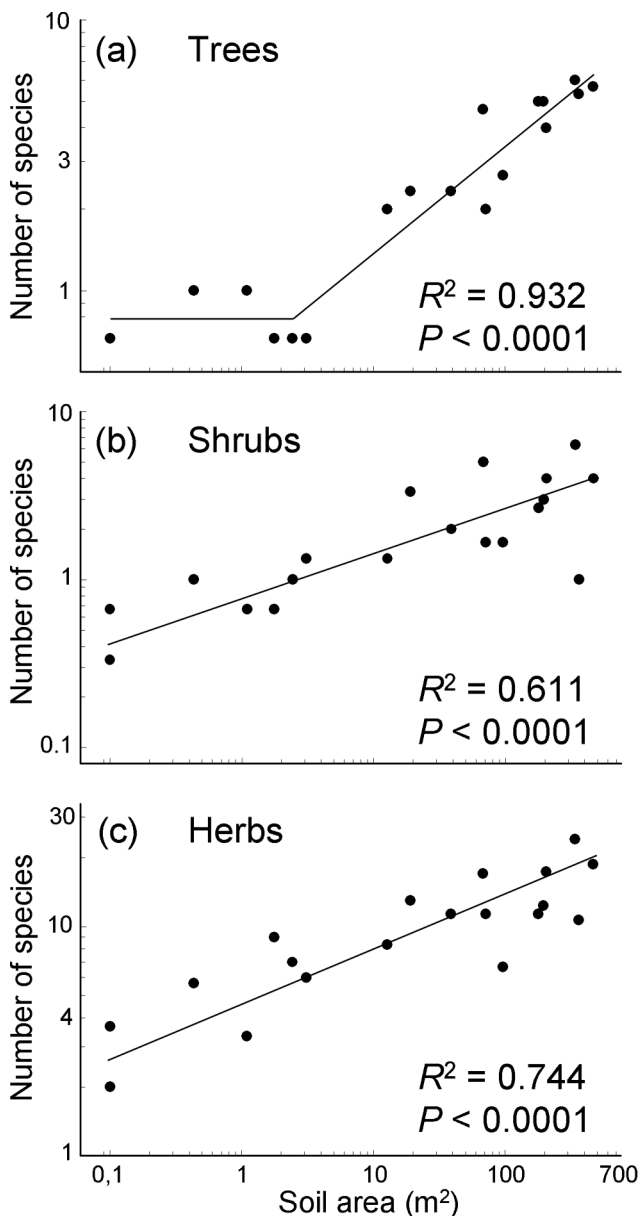 (a) Trees
10
3
1
Number of species
R² = 0.932
P < 0.0001
(b) Shrubs
10
1
0.1
Number of species
R² = 0.611
P < 0.0001
(c) Herbs
30
10
4
1
Number of species
R² = 0.744
P < 0.0001
0,1 1 10 100 700
Soil area (m²)